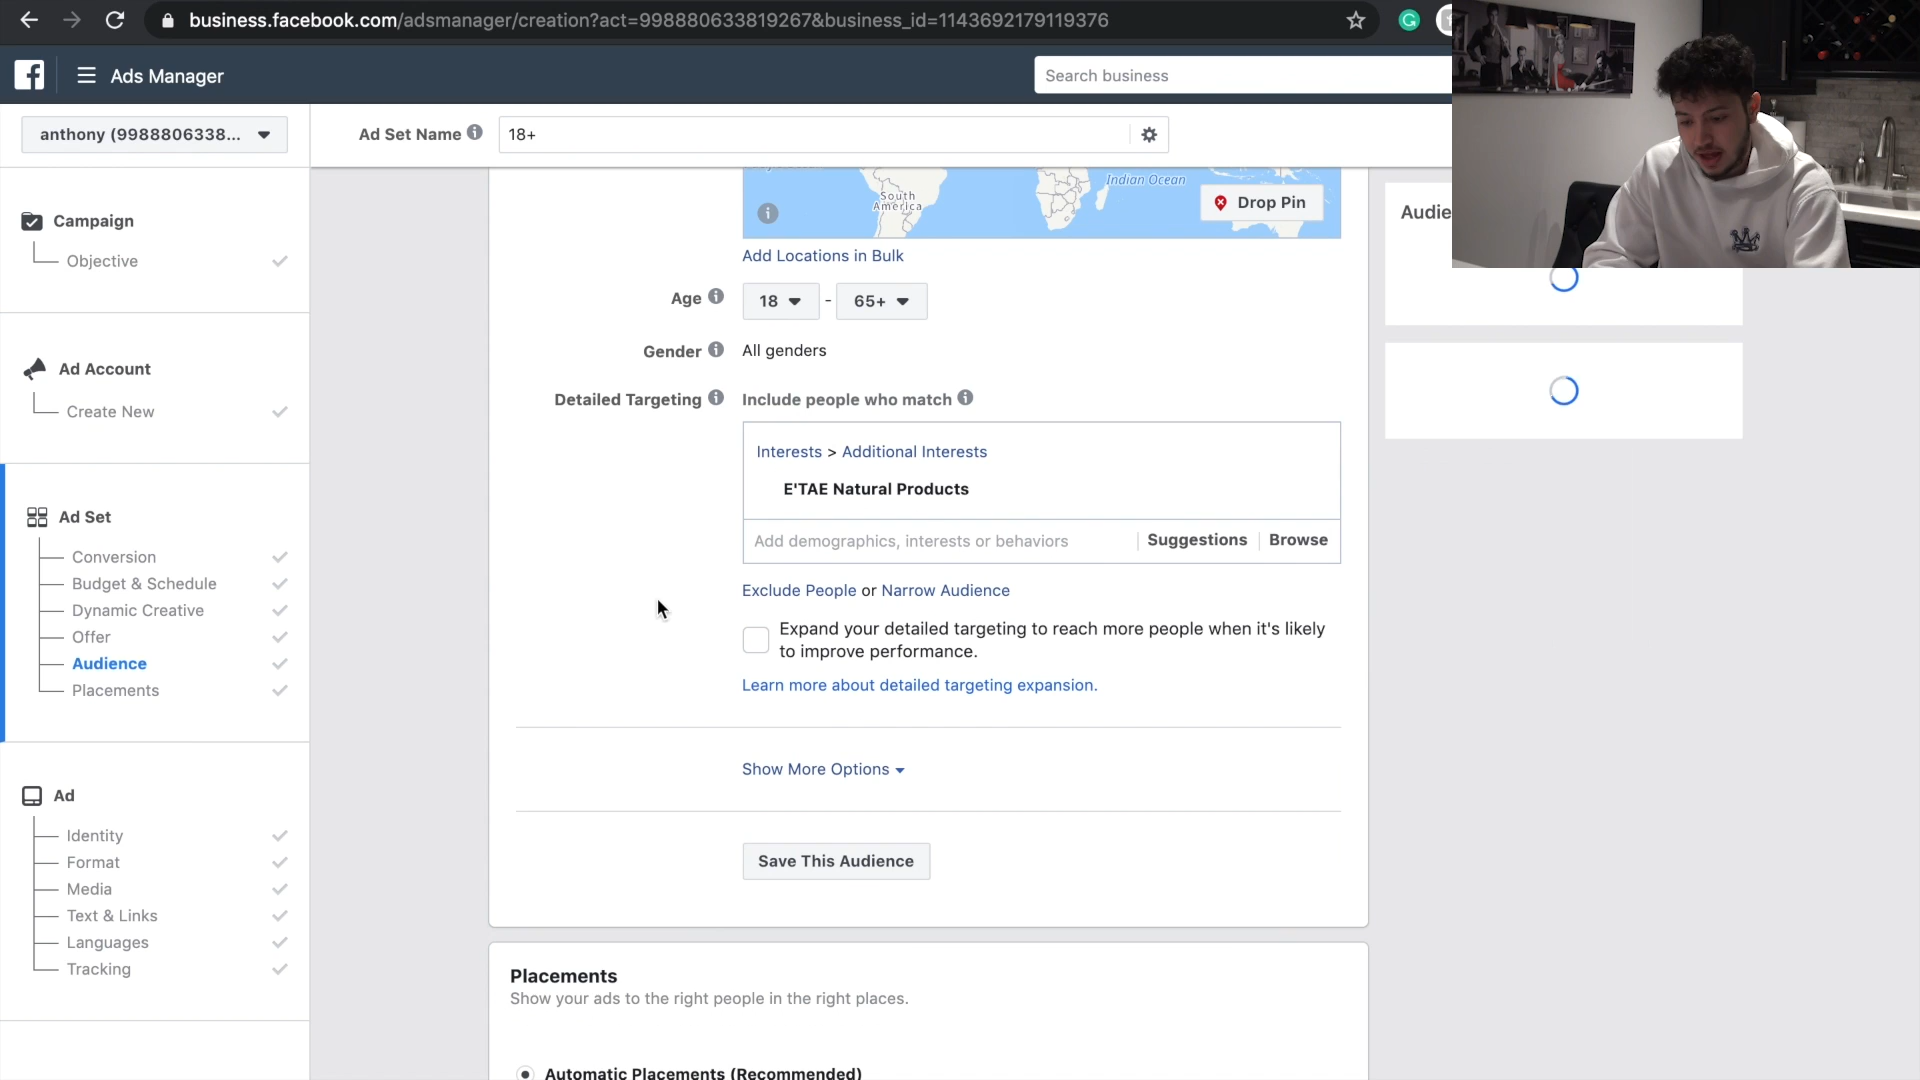 business.facebook.com/adsmanager/creation?act=998880633819267&business_id=1143692179119376
Ads Manager
Search business
anthony (9988806338...
Ad Set Name
18+
Campaign
Objective
Ad Account
Create New
Ad Set
Conversion
Budget & Schedule
Dynamic Creative
Offer
Audience
Placements
Ad
Identity
Format
Media
Text & Links
Languages
Tracking
South
America
Indian Ocean
Drop Pin
Add Locations in Bulk
Age
18
-
65+
Gender
All genders
Detailed Targeting
Include people who match
Interests > Additional Interests
E'TAE Natural Products
Add demographics, interests or behaviors
Suggestions
Browse
Exclude People or Narrow Audience
Expand your detailed targeting to reach more people when it's likely
to improve performance.
Learn more about detailed targeting expansion.
Show More Options
Save This Audience
Placements
Show your ads to the right people in the right places.
Automatic Placements (Recommended)
Audie